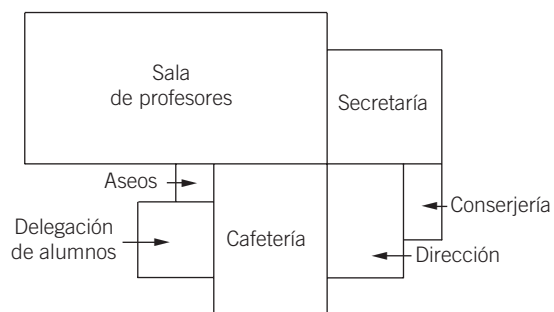 Sala
de profesores
Secretaría
Aseos
Conserjería
Delegación
de alumnos
Cafetería
Dirección